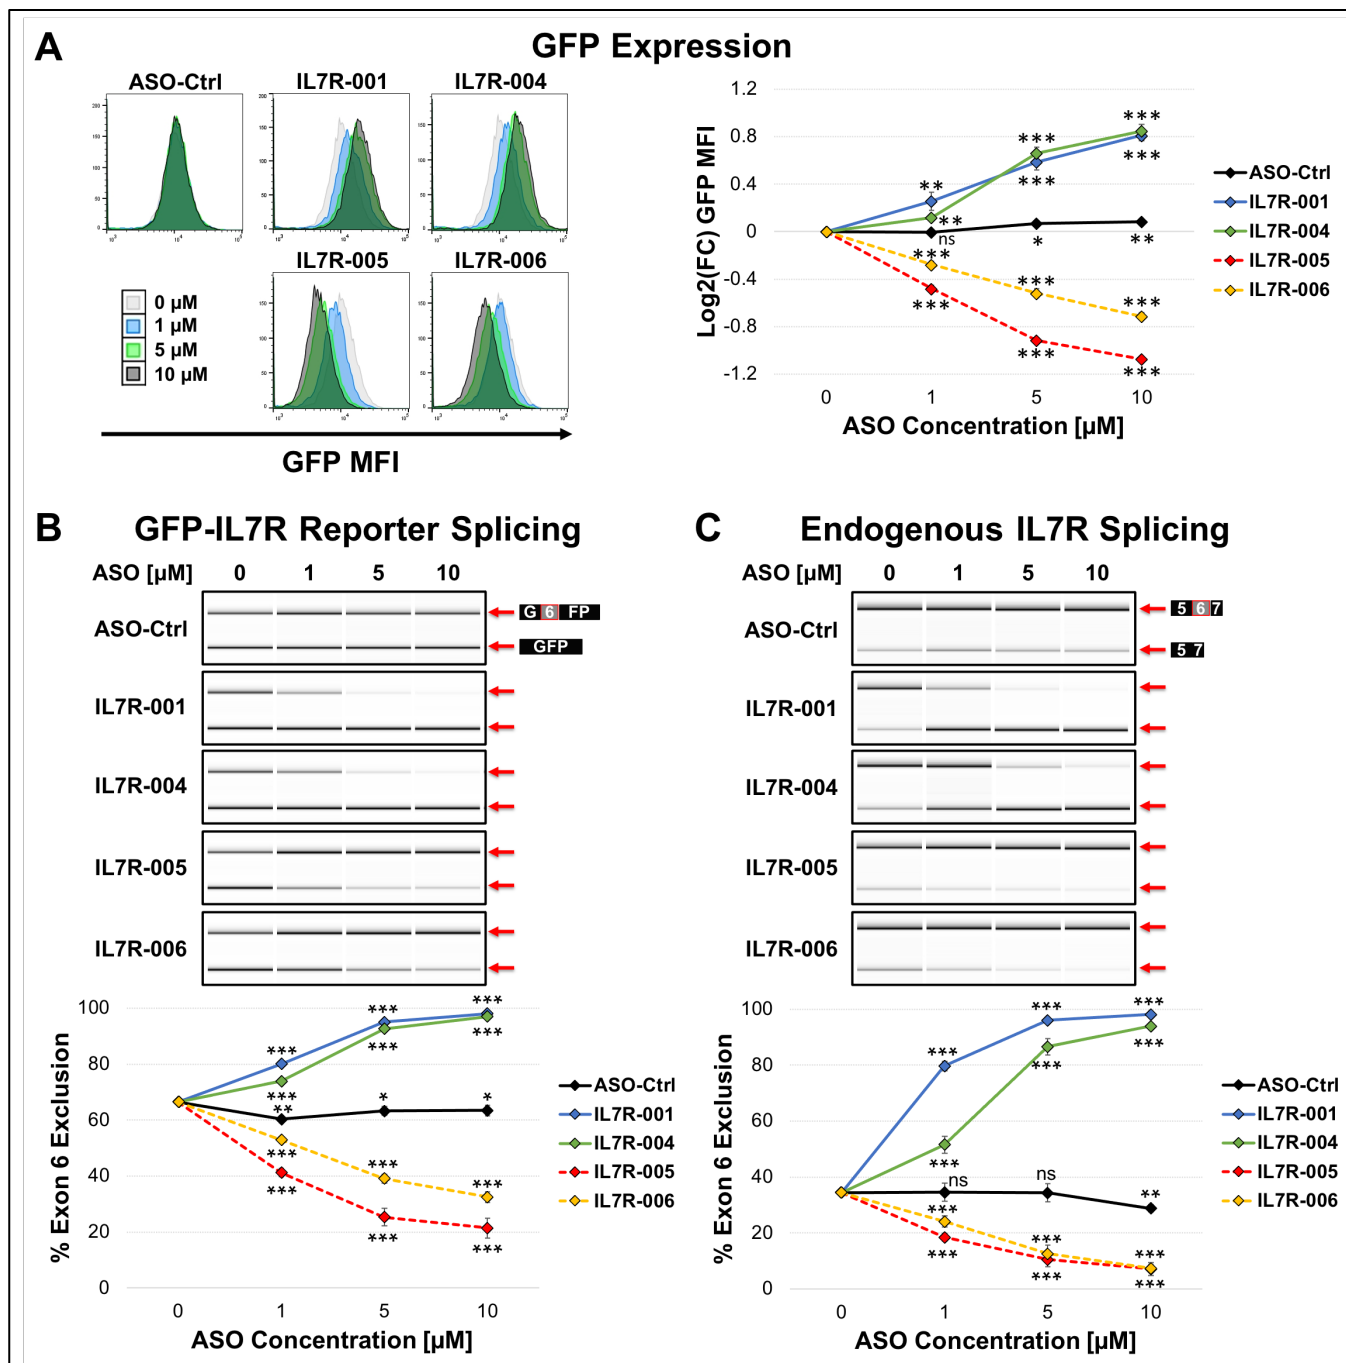 A
GFP Expression
ASO-Ctrl
IL7R-001
IL7R-004
IL7R-005
IL7R-006
0 µM
1 µM
5 µM
10 µM
GFP MFI
Log2(FC) GFP MFI
1.2
0.8
0.4
0
-0.4
-0.8
-1.2
** *** ***
** *** ***
ns * **
*** *** ***
*** *** ***
0 1 5 10
ASO Concentration [µM]
ASO-Ctrl
IL7R-001
IL7R-004
IL7R-005
IL7R-006
B
GFP-IL7R Reporter Splicing
ASO [µM] 0 1 5 10
ASO-Ctrl
G 6 FP
GFP
IL7R-001
IL7R-004
IL7R-005
IL7R-006
% Exon 6 Exclusion
100
80
60
40
20
0
*** *** ***
*** *** ***
** * *
*** *** ***
*** *** ***
0 1 5 10
ASO Concentration [µM]
ASO-Ctrl
IL7R-001
IL7R-004
IL7R-005
IL7R-006
C
Endogenous IL7R Splicing
ASO [µM] 0 1 5 10
ASO-Ctrl
5 6 7
5 7
IL7R-001
IL7R-004
IL7R-005
IL7R-006
% Exon 6 Exclusion
100
80
60
40
20
0
*** *** ***
*** *** ***
ns ns **
*** *** ***
*** *** ***
0 1 5 10
ASO Concentration [µM]
ASO-Ctrl
IL7R-001
IL7R-004
IL7R-005
IL7R-006